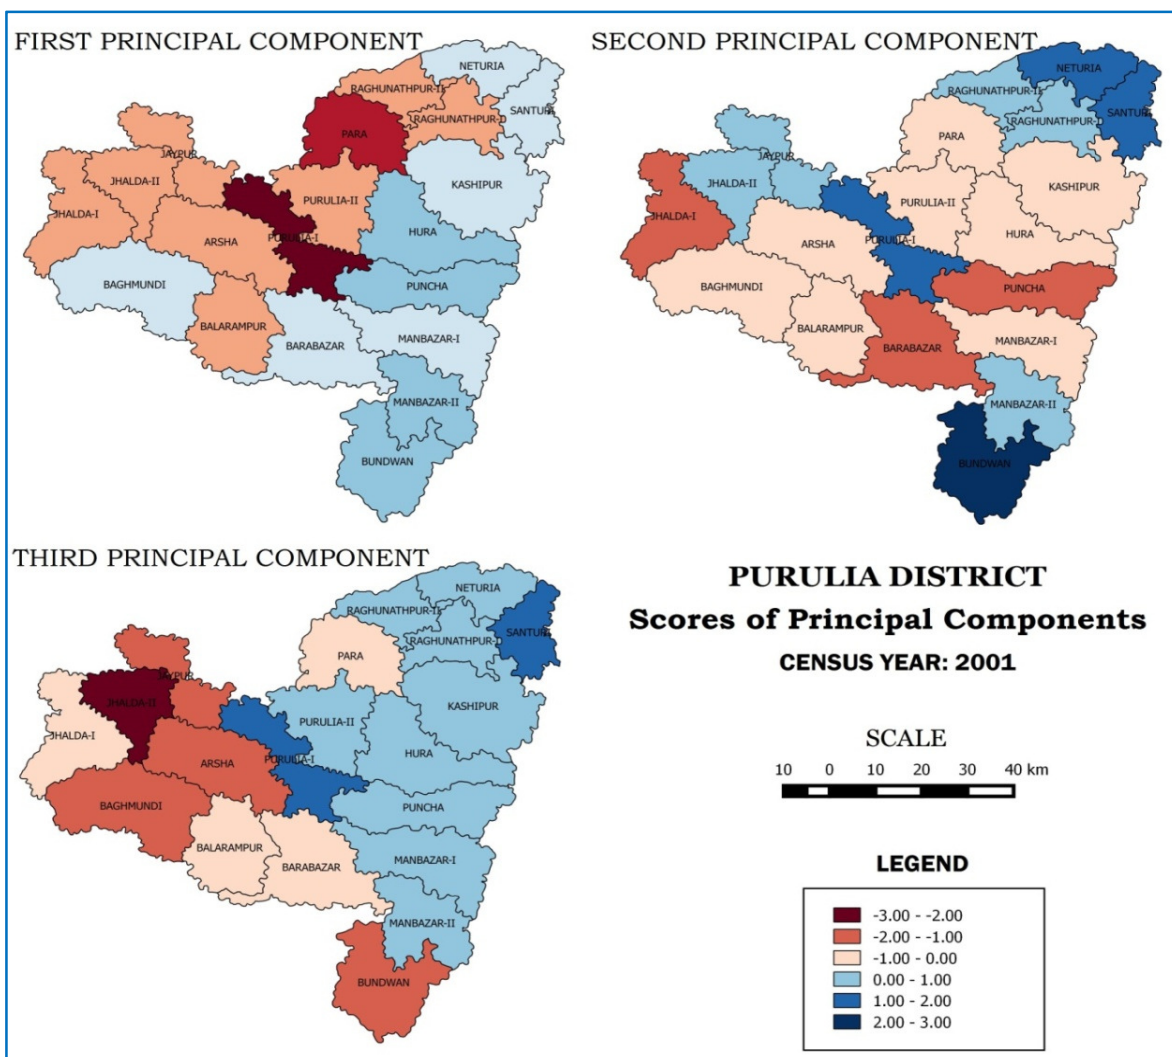 FIRST PRINCIPAL COMPONENT
NETURIA
RAGHUNATHPUR-II
SANTURI
RAGHUNATHPUR-I
PARA
JAYPUR
KASHIPUR
JHALDA-II
PURULIA-II
JHALDA-I
HURA
ARSHA
PURULIA-I
BAGHMUNDI
PUNCHA
BALARAMPUR
MANBAZAR-I
BARABAZAR
MANBAZAR-II
BUNDWAN
SECOND PRINCIPAL COMPONENT
NETURIA
RAGHUNATHPUR-II
SANTURI
RAGHUNATHPUR-I
PARA
JAYPUR
JHALDA-II
KASHIPUR
PURULIA-II
JHALDA-I
HURA
ARSHA
PURULIA-I
BAGHMUNDI
PUNCHA
BALARAMPUR
MANBAZAR-I
BARABAZAR
MANBAZAR-II
BUNDWAN
THIRD PRINCIPAL COMPONENT
NETURIA
RAGHUNATHPUR-II
SANTURI
RAGHUNATHPUR-I
PARA
JAYPUR
JHALDA-II
KASHIPUR
PURULIA-II
JHALDA-I
HURA
ARSHA
PURULIA-I
BAGHMUNDI
PUNCHA
BALARAMPUR
MANBAZAR-I
BARABAZAR
MANBAZAR-II
BUNDWAN
PURULIA DISTRICT
Scores of Principal Components
CENSUS YEAR: 2001
SCALE
10 0 10 20 30 40 km
LEGEND
-3.00 - -2.00
-2.00 - -1.00
-1.00 - 0.00
0.00 - 1.00
1.00 - 2.00
2.00 - 3.00